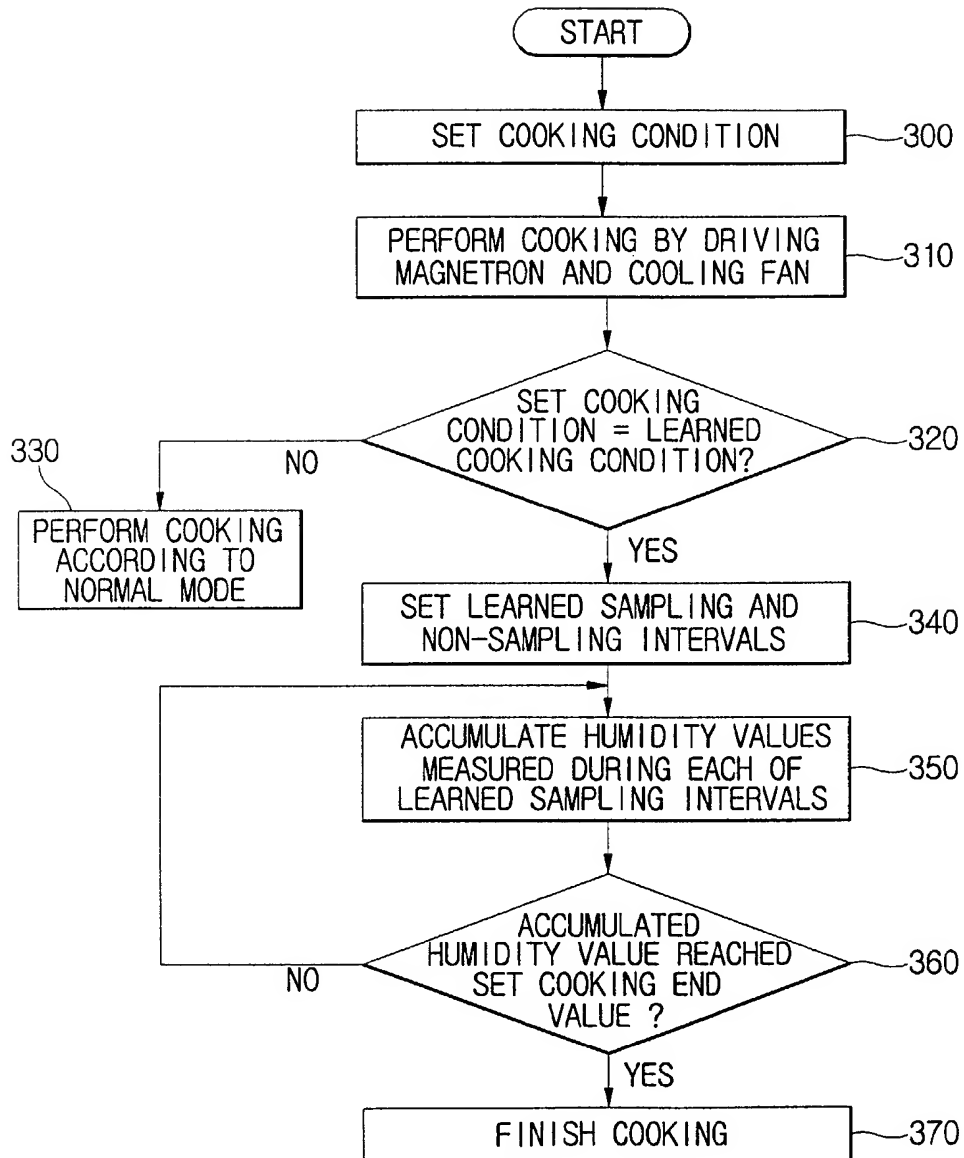 START
SET COOKING CONDITION
300
PERFORM COOKING BY DRIVING
MAGNETRON AND COOLING FAN
310
SET COOKING
CONDITION = LEARNED
COOKING CONDITION?
320
NO
330
PERFORM COOKING
ACCORDING TO
NORMAL MODE
YES
SET LEARNED SAMPLING AND
NON-SAMPLING INTERVALS
340
ACCUMULATE HUMIDITY VALUES
MEASURED DURING EACH OF
LEARNED SAMPLING INTERVALS
350
ACCUMULATED
HUMIDITY VALUE REACHED
SET COOKING END
VALUE ?
360
NO
YES
FINISH COOKING
370